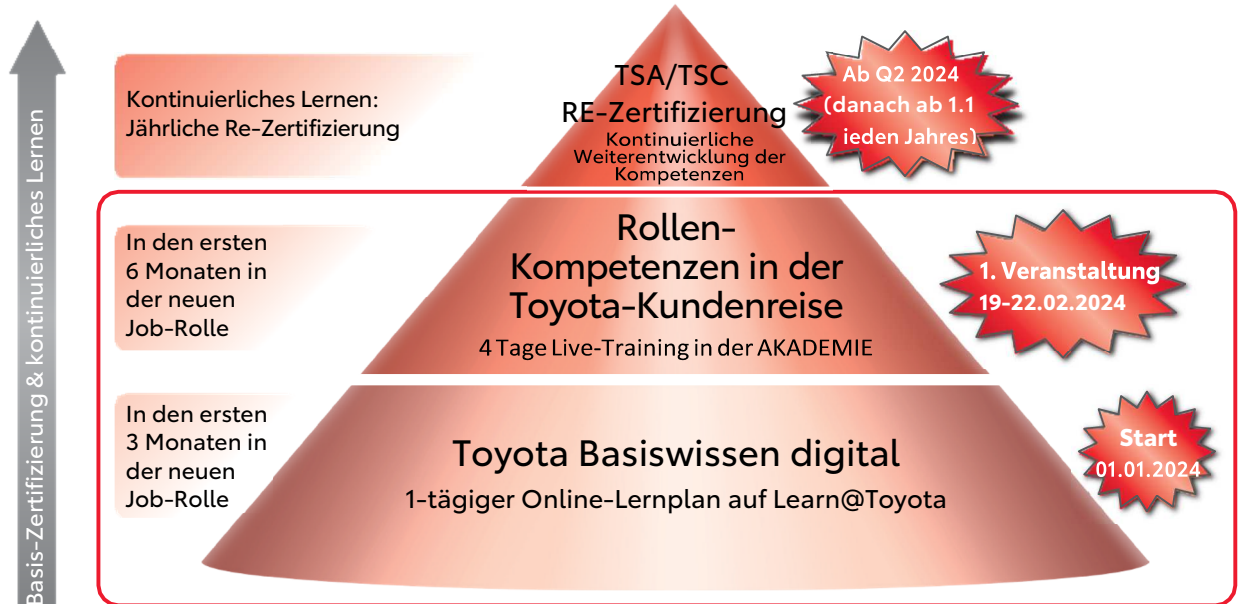 Basis-Zertifizierung & kontinuierliches Lernen
Kontinuierliches Lernen:
Jährliche Re-Zertifizierung
TSA/TSC
RE-Zertifizierung
Kontinuierliche
Weiterentwicklung der
Kompetenzen
Ab Q2 2024
(danach ab 1.1
jeden Jahres)
In den ersten
6 Monaten in
der neuen
Job-Rolle
Rollen-
Kompetenzen in der
Toyota-Kundenreise
4 Tage Live-Training in der AKADEMIE
1. Veranstaltung
19-22.02.2024
In den ersten
3 Monaten in
der neuen
Job-Rolle
Toyota Basiswissen digital
1-tägiger Online-Lernplan auf Learn@Toyota
Start
01.01.2024